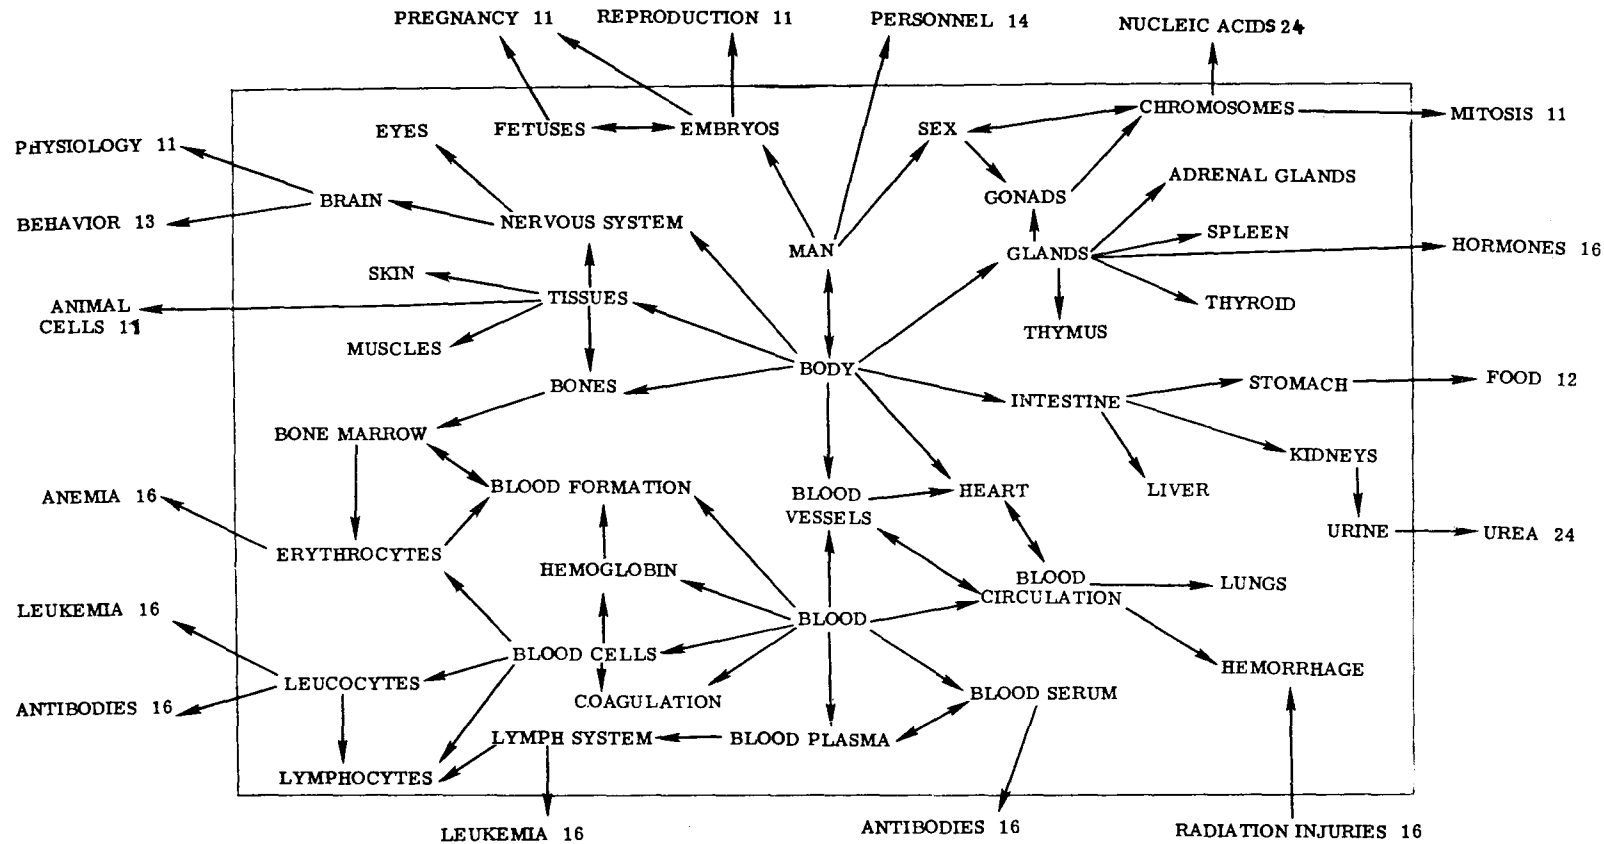 PREGNANCY 11
REPRODUCTION 11
PERSONNEL 14
NUCLEIC ACIDS 24
EYES
FETUSES
EMBRYOS
SEX
CHROMOSOMES
MITOSIS 11
PHYSIOLOGY 11
BRAIN
GONADS
ADRENAL GLANDS
BEHAVIOR 13
NERVOUS SYSTEM
MAN
GLANDS
SPLEEN
HORMONES 16
SKIN
TISSUES
THYROID
ANIMAL
CELLS 11
MUSCLES
THYMUS
BODY
BONES
INTESTINE
STOMACH
FOOD 12
BONE MARROW
KIDNEYS
ANEMIA 16
BLOOD FORMATION
BLOOD
VESSELS
HEART
LIVER
URINE
UREA 24
ERYTHROCYTES
HEMOGLOBIN
BLOOD
CIRCULATION
LUNGS
LEUKEMIA 16
BLOOD
BLOOD CELLS
HEMORRHAGE
LEUCOCYTES
COAGULATION
BLOOD SERUM
ANTIBODIES 16
LYMPH SYSTEM
BLOOD PLASMA
LYMPHOCYTES
LEUKEMIA 16
ANTIBODIES 16
RADIATION INJURIES 16